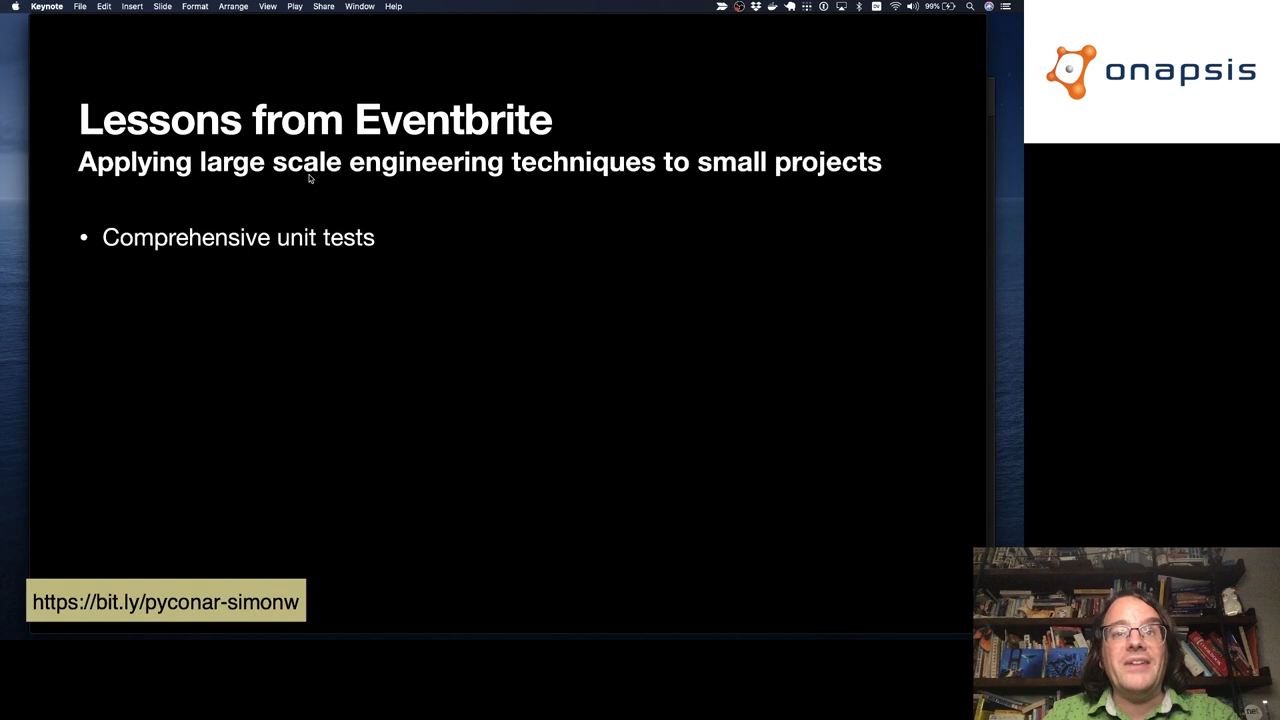 Keynote File Edit Insert Slide Format Arrange View Play Share Window Help 99%
onapsis
Lessons from Eventbrite
Applying large scale engineering techniques to small projects
• Comprehensive unit tests
https://bit.ly/pyconar-simonw